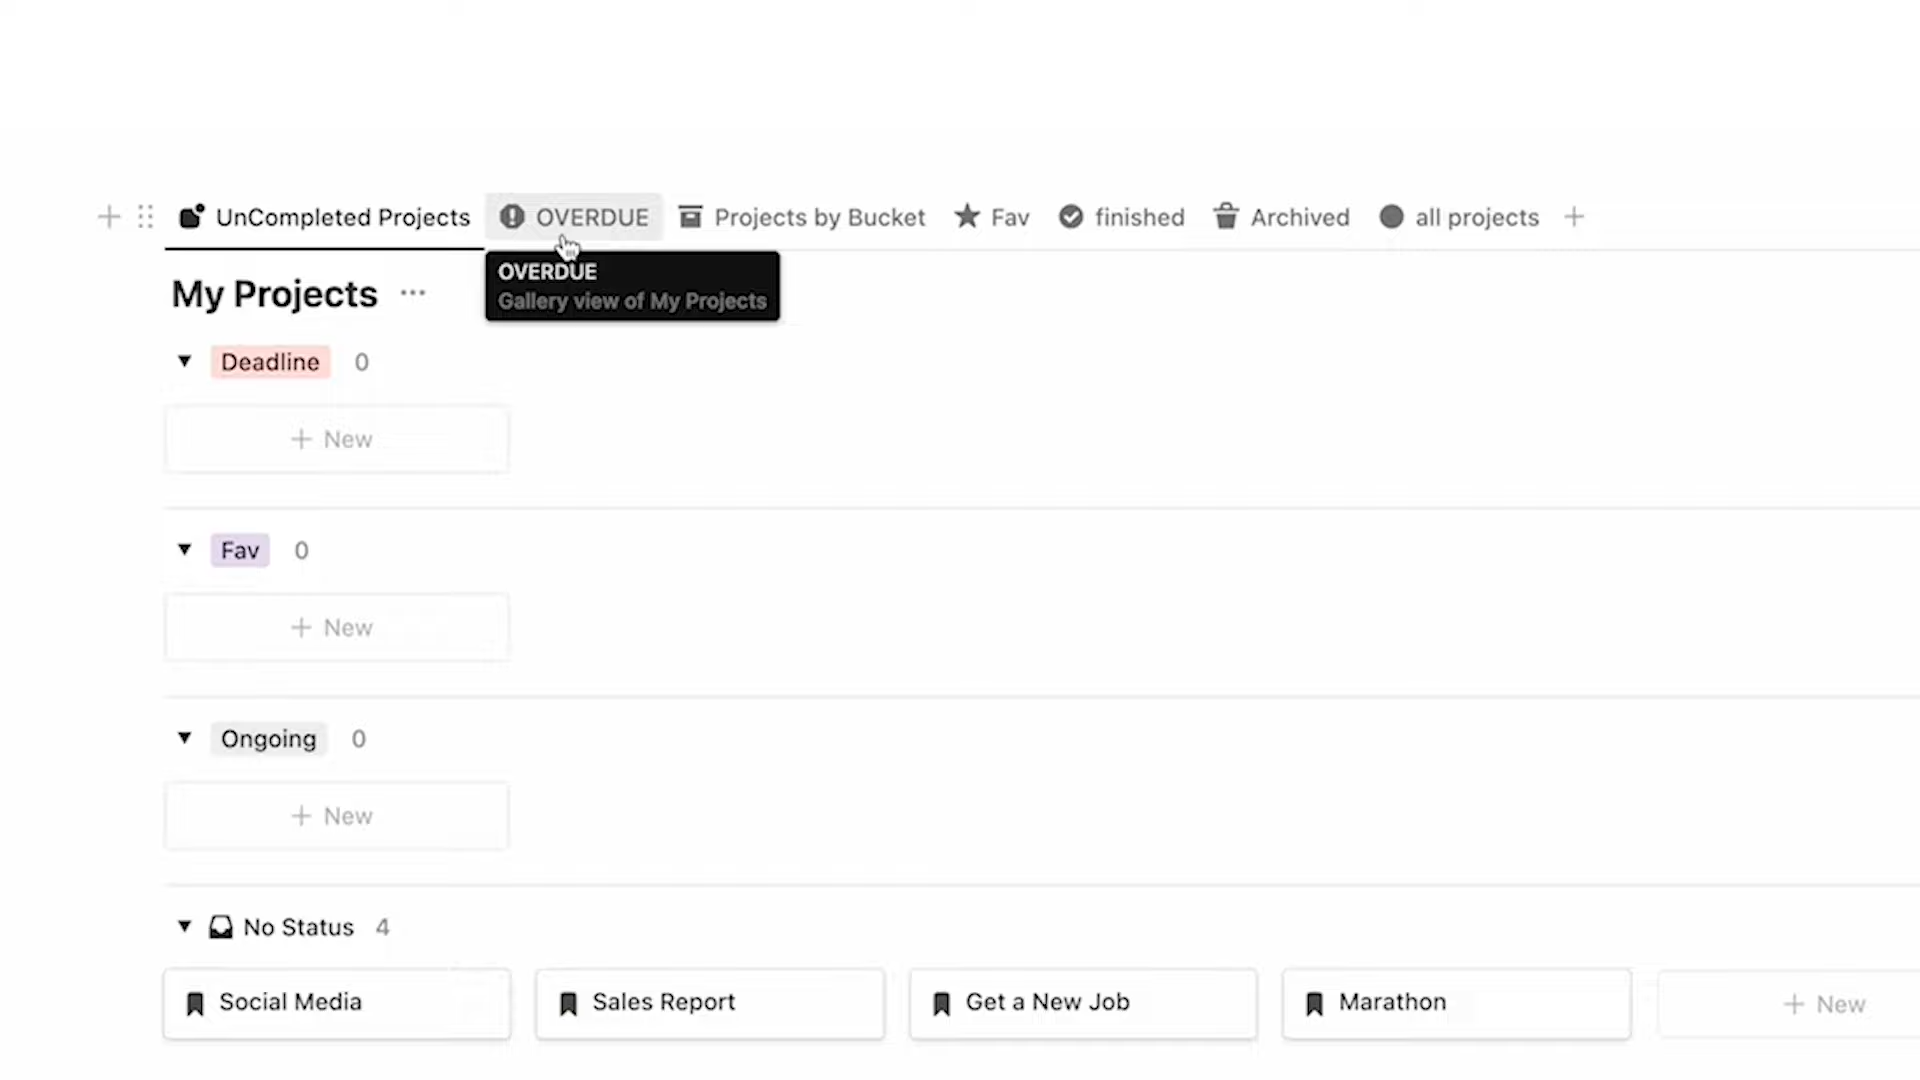 UnCompleted Projects OVERDUE Projects by Bucket Fav finished Archived all projects
OVERDUE
Gallery view of My Projects
My Projects
Deadline 0
New
Fav 0
New
Ongoing 0
New
No Status 4
Social Media Sales Report Get a New Job Marathon New